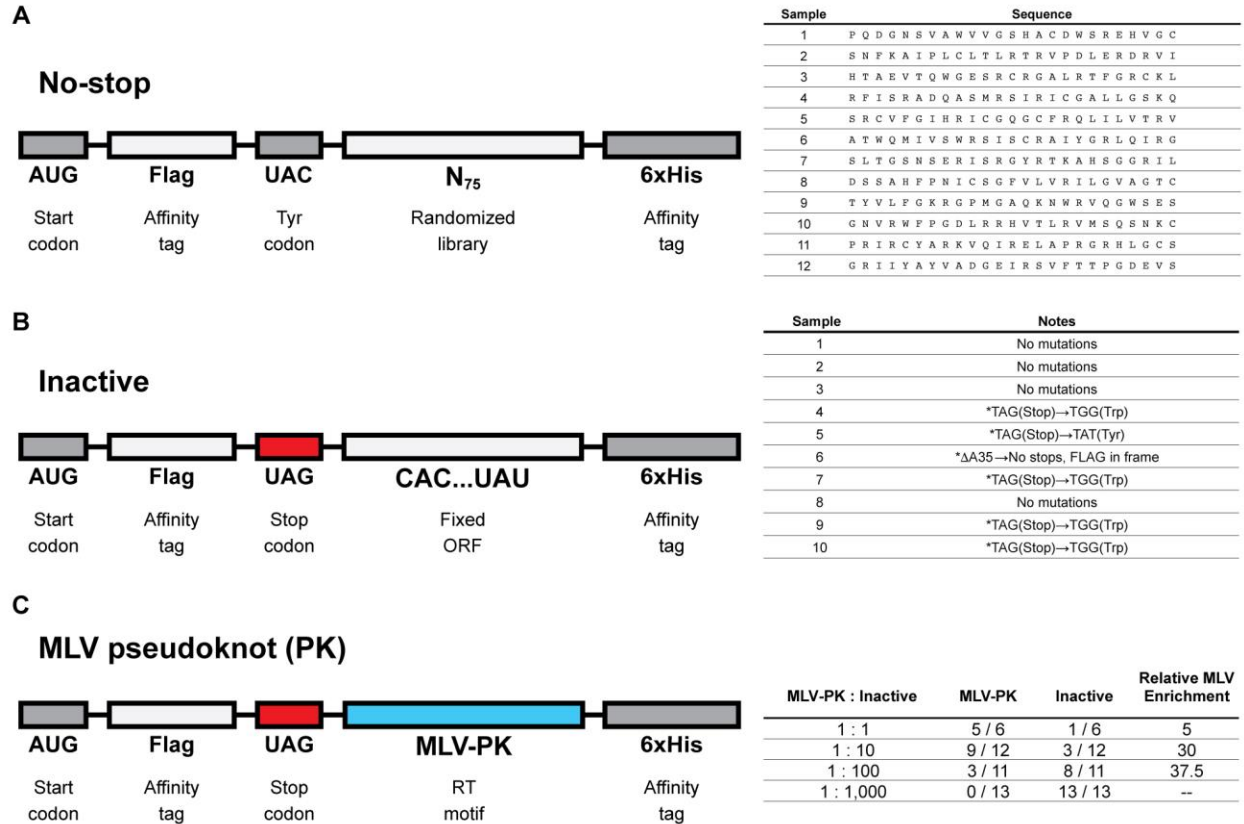 A
No-stop
AUG Flag UAC N75 6xHis
Start Affinity Tyr Randomized Affinity
codon tag codon library tag
Sample Sequence
1 P Q D G N S V A W V V G S H A C D W S R E H V G C
2 S N F K A I P L C L T L R T R V P D L E R D R V I
3 H T A E V T Q W G E S R C R G A L R T F G R C K L
4 R F I S R A D Q A S M R S I R I C G A L L G S K Q
5 S R C V F G I H R I C G Q G C F R Q L I L V T R V
6 A T W Q M I V S W R S I S C R A I Y G R L Q I R G
7 S L T G S N S E R I S R G Y R T K A H S G G R I L
8 D S S A H F P N I C S G F V L V R I L G V A G T C
9 T Y V L F G K R G P M G A Q K N W R V Q G W S E S
10 G N V R W F P G D L R R H V T L R V M S Q S N K C
11 P R I R C Y A R K V Q I R E L A P R G R H L G C S
12 G R I I Y A Y V A D G E I R S V F T T P G D E V S
B
Inactive
AUG Flag UAG CAC...UAU 6xHis
Start Affinity Stop Fixed Affinity
codon tag codon ORF tag
Sample Notes
1 No mutations
2 No mutations
3 No mutations
4 *TAG(Stop)→TGG(Trp)
5 *TAG(Stop)→TAT(Tyr)
6 *ΔA35→No stops, FLAG in frame
7 *TAG(Stop)→TGG(Trp)
8 No mutations
9 *TAG(Stop)→TGG(Trp)
10 *TAG(Stop)→TGG(Trp)
C
MLV pseudoknot (PK)
AUG Flag UAG MLV-PK 6xHis
Start Affinity Stop RT Affinity
codon tag codon motif tag
MLV-PK : Inactive MLV-PK Inactive Relative MLV
Enrichment
1 : 1 5 / 6 1 / 6 5
1 : 10 9 / 12 3 / 12 30
1 : 100 3 / 11 8 / 11 37.5
1 : 1,000 0 / 13 13 / 13 --